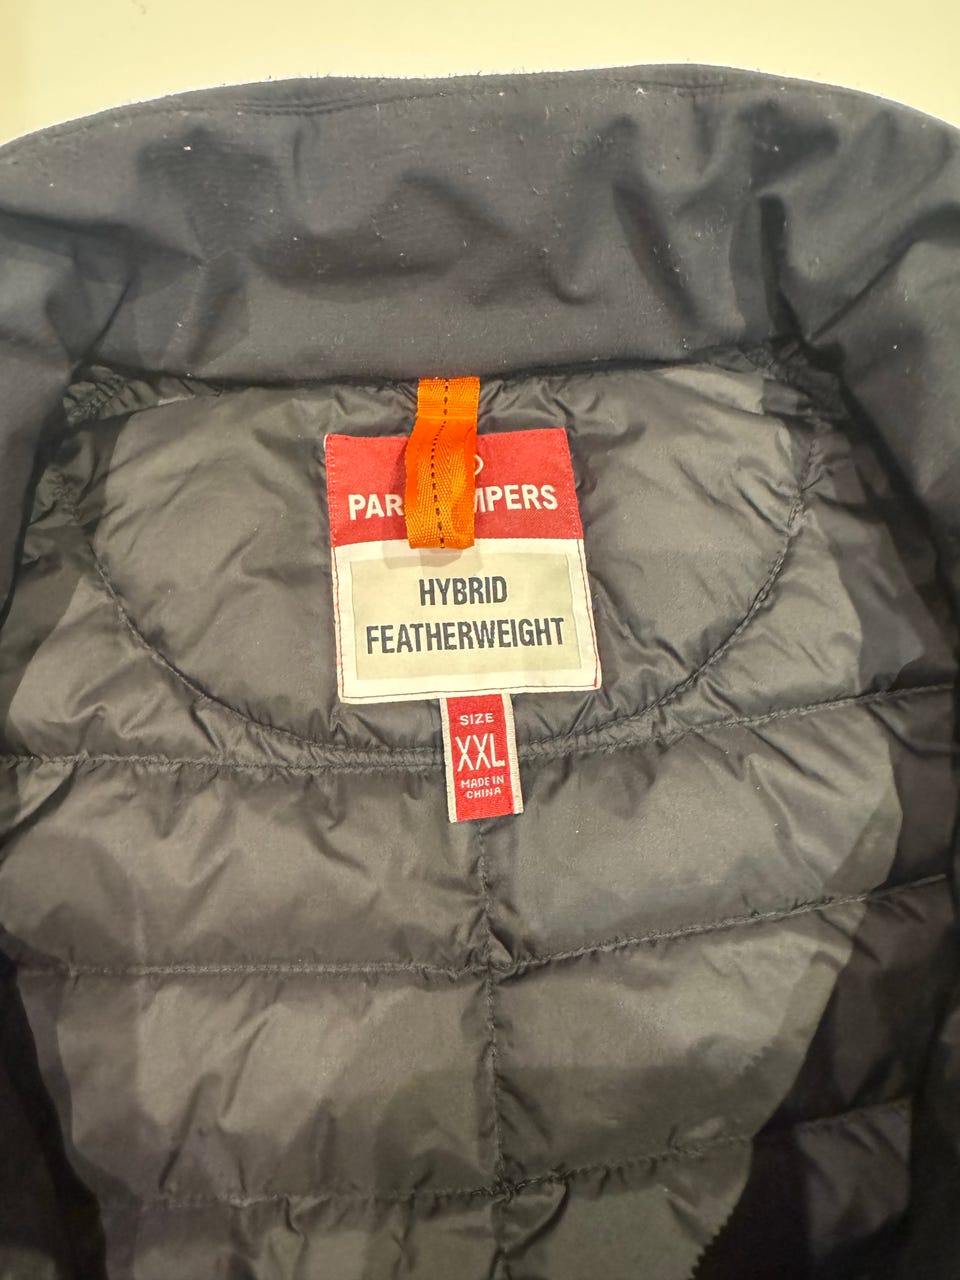 HYBRID
FEATHERWEIGHT
SIZE
XXL
MADE IN
CHINA